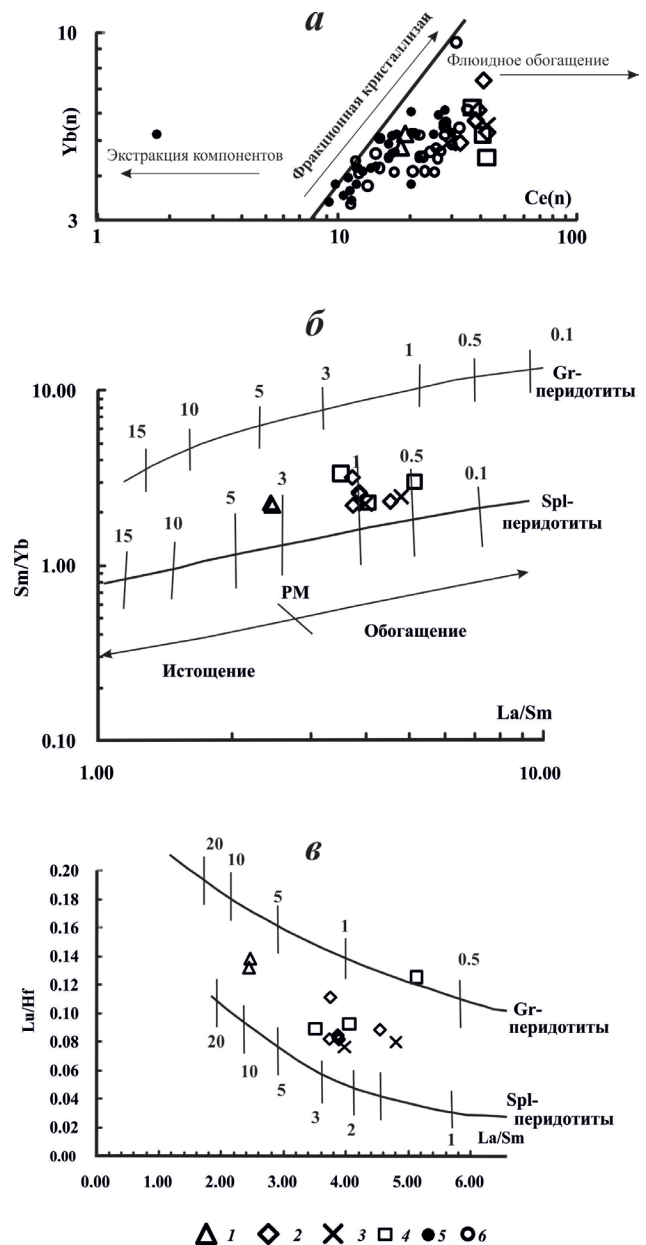 а
10
Yb(n)
3
Фракционная кристаллизаци
Флюидное обогащение
Экстракция компонентов
Ce(n)
1
10
100
б
10.00
Sm/Yb
1.00
0.10
15
10
5
3
1
0.5
0.1
Gr-
перидотиты
15
10
5
3
1
0.5
0.1
Spl-
перидотиты
PM
Обогащение
Истощение
La/Sm
1.00
10.00
в
0.20
0.18
0.16
0.14
0.12
0.10
0.08
0.06
0.04
0.02
0.00
Lu/Hf
20
10
5
1
0.5
Gr-
перидотиты
20
10
5
3
2
1
Spl-
перидотиты
La/Sm
0.00 1.00 2.00 3.00 4.00 5.00 6.00
1 2 3 4 5 6